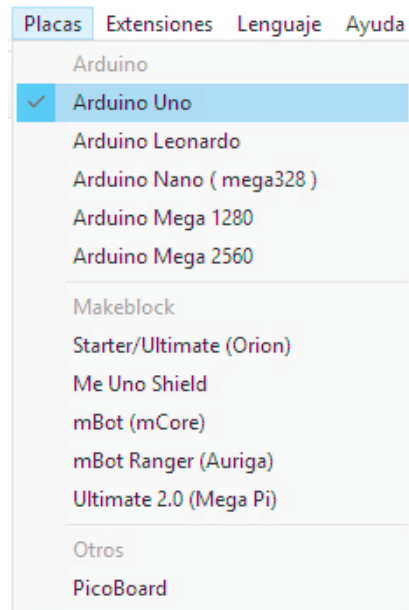 Placas Extensiones Lenguaje Ayuda
Arduino
Arduino Uno
Arduino Leonardo
Arduino Nano ( mega328 )
Arduino Mega 1280
Arduino Mega 2560
Makeblock
Starter/Ultimate (Orion)
Me Uno Shield
mBot (mCore)
mBot Ranger (Auriga)
Ultimate 2.0 (Mega Pi)
Otros
PicoBoard